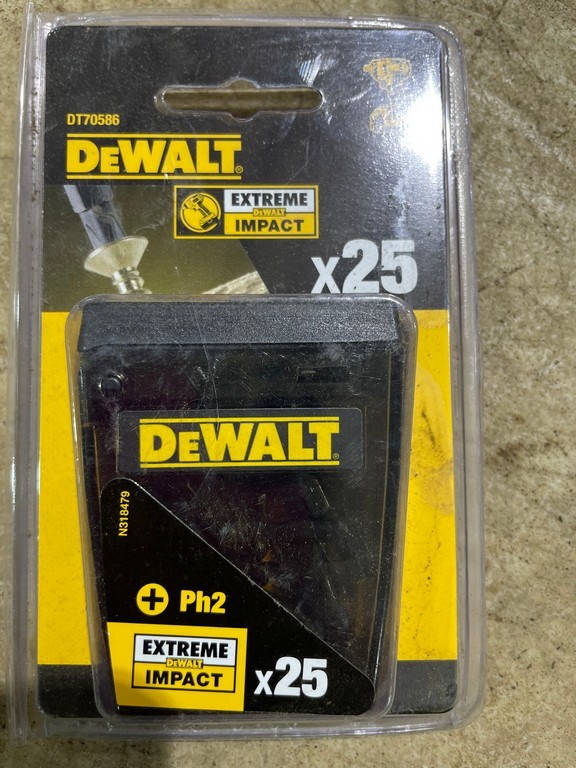 DT70586
DEWALT
EXTREME
DEWALT
IMPACT
x25
DEWALT
N318479
Ph2
EXTREME
DEWALT
IMPACT
x25